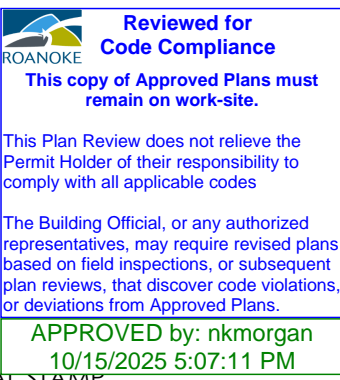 Reviewed for
Code Compliance
ROANOKE
This copy of Approved Plans must
remain on work-site.
This Plan Review does not relieve the
Permit Holder of their responsibility to
comply with all applicable codes
The Building Official, or any authorized
representatives, may require revised plans
based on field inspections, or subsequent
plan reviews, that discover code violations,
or deviations from Approved Plans.
APPROVED by: nkmorgan
10/15/2025 5:07:11 PM
STAMP